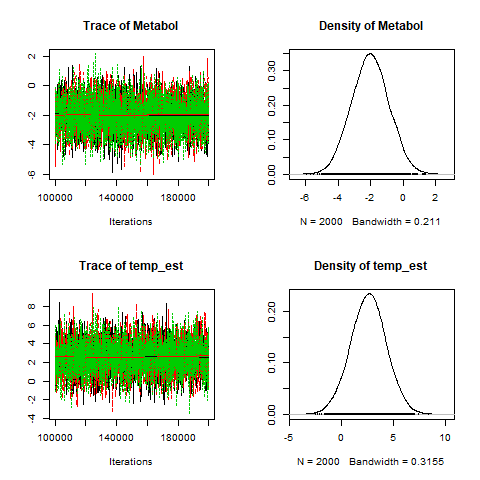 Trace of Metabol
2
0
-2
-4
-6
100000 140000 180000
Iterations
Density of Metabol
0.30
0.20
0.10
0.00
-6 -4 -2 0 2
N = 2000 Bandwidth = 0.211
Trace of temp_est
8
6
4
2
0
-2
-4
100000 140000 180000
Iterations
Density of temp_est
0.20
0.10
0.00
-5 0 5 10
N = 2000 Bandwidth = 0.3155